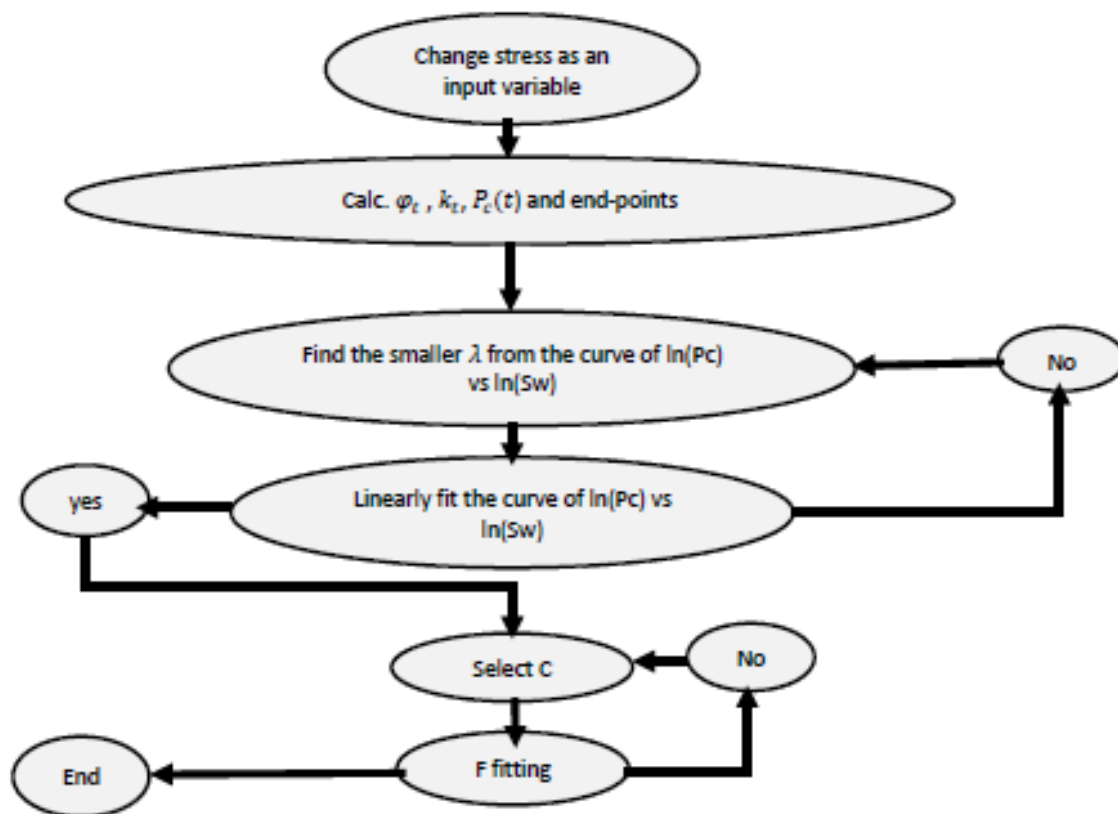 Change stress as an
input variable
Calc. φₜ , kₜ, P_c(t) and end-points
Find the smaller λ from the curve of ln(Pc)
vs ln(Sw)
No
yes
Linearly fit the curve of ln(Pc) vs
ln(Sw)
Select C
No
End
F fitting